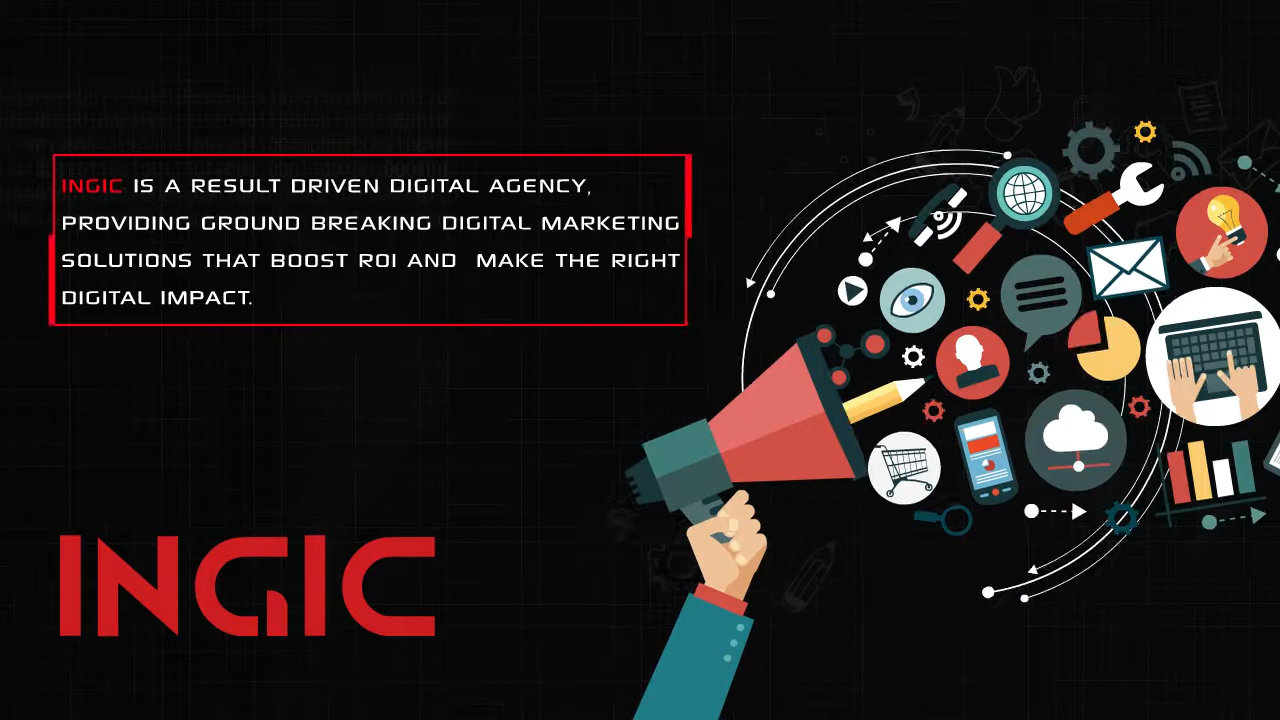 INGIC IS A RESULT DRIVEN DIGITAL AGENCY,
PROVIDING GROUND BREAKING DIGITAL MARKETING
SOLUTIONS THAT BOOST ROI AND  MAKE THE RIGHT
DIGITAL IMPACT.
INGIC